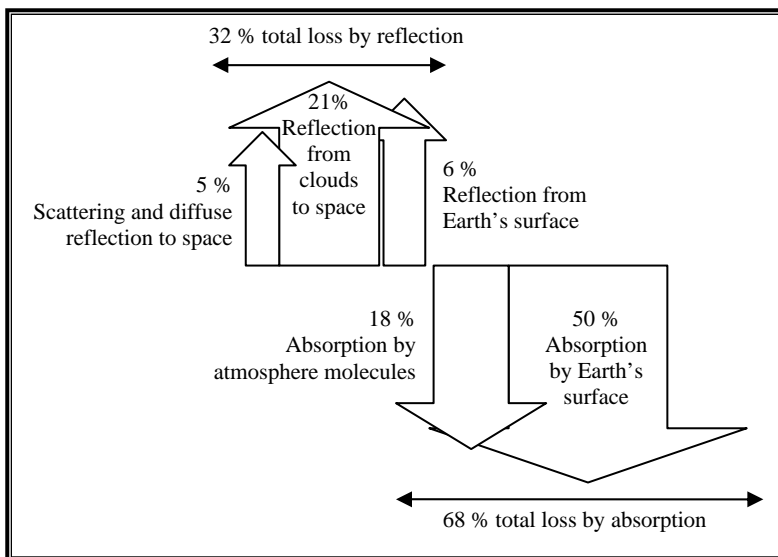 32 % total loss by reflection
21%
Reflection
from
clouds
to space
5 %
Scattering and diffuse
reflection to space
6 %
Reflection from
Earth’s surface
18 %
Absorption by
atmosphere molecules
50 %
Absorption
by Earth’s
surface
68 % total loss by absorption